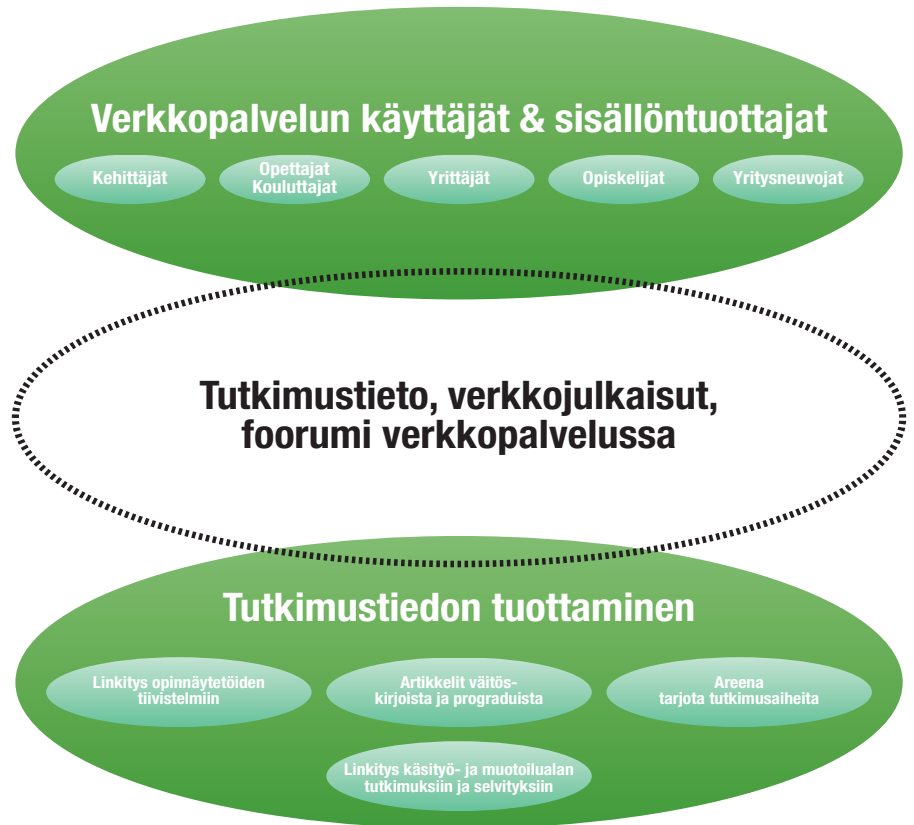 Verkkopalvelun käyttäjät & sisällöntuottajat
Kehittäjät
Opettajat
Kouluttajat
Yrittäjät
Opiskelijat
Yritysneuvojat
Tutkimustieto, verkkojulkaisut,
foorumi verkkopalvelussa
Tutkimustiedon tuottaminen
Linkitys opinnäytetöiden
tiivistelmiin
Artikkelit väitös-
kirjoista ja prograduista
Areena
tarjota tutkimusaiheita
Linkitys käsityö- ja muotoilualan
tutkimuksiin ja selvityksiin